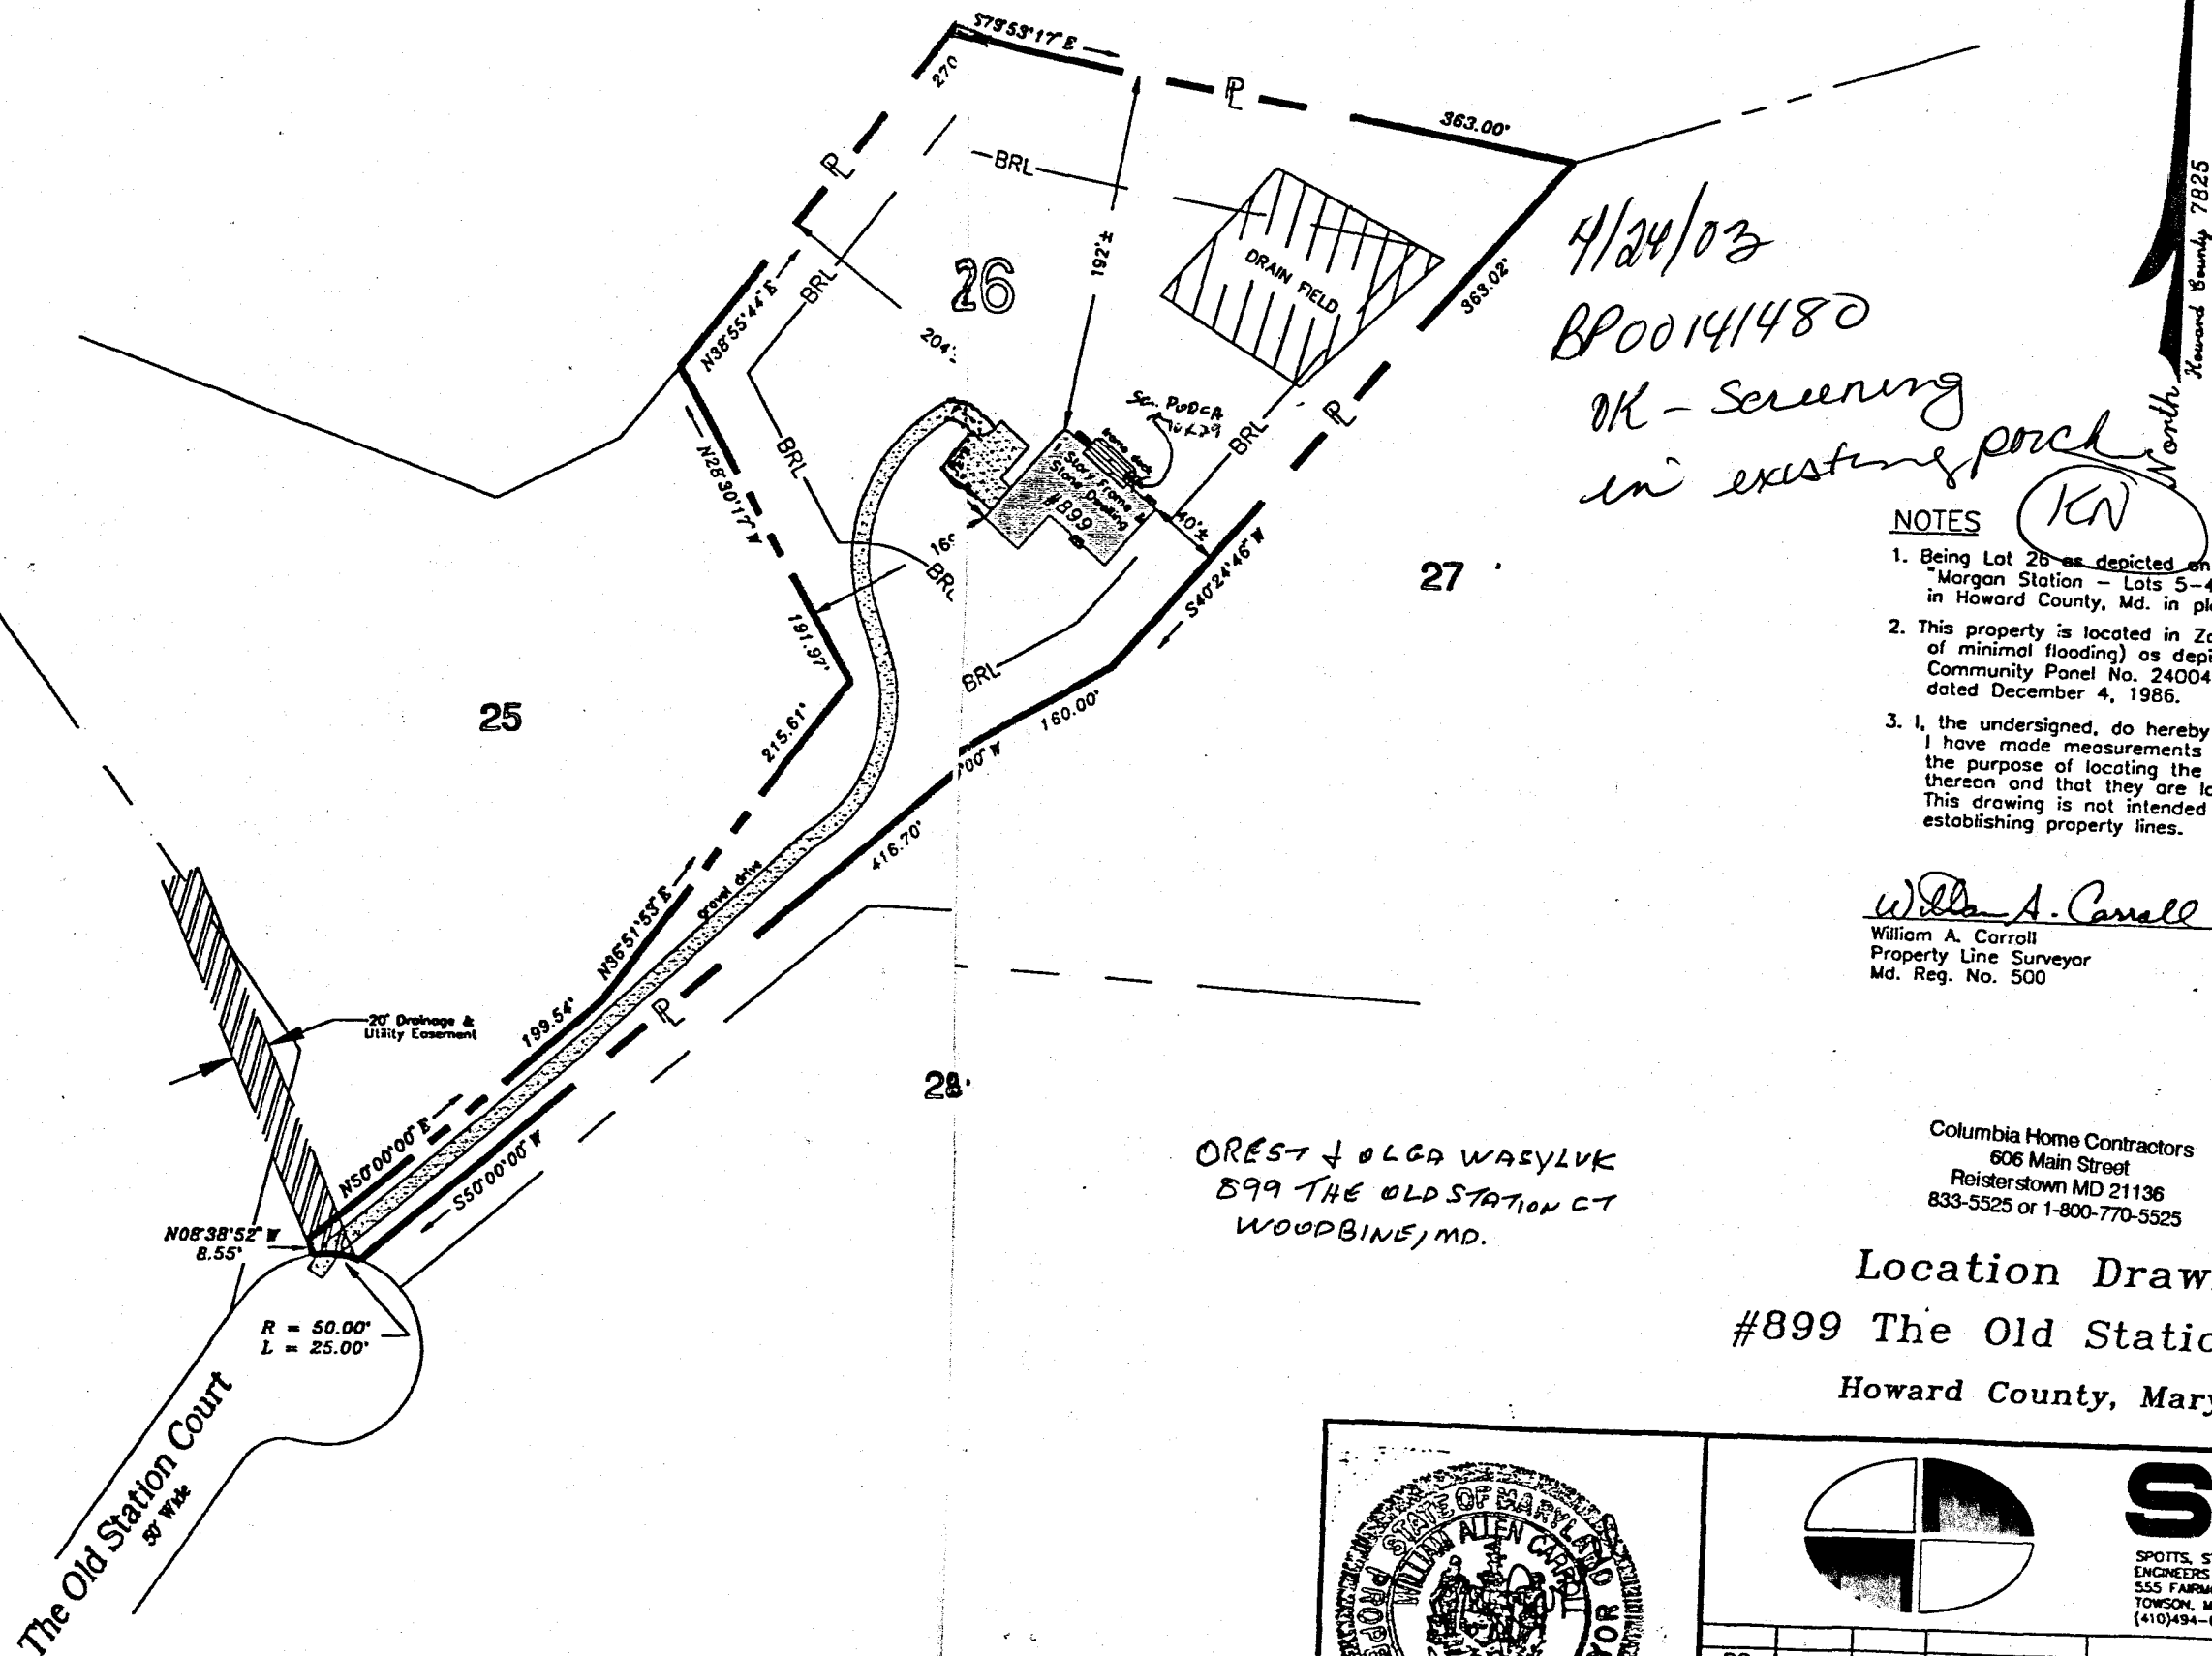 S79°53'17" E
270
PL
363.00'
BRL
PL
192'±
26
DRAIN FIELD
363.02'
N38°55'44" E
BRL
204'±
N28°30'17" W
BRL
PL
BRL
frame deck
1 Story Frame &
Stone Dwelling
#899
40'±
S40°24'46" W
BRL
191.97'
BRL
27
25
215.61'
160.00'
'00" W
416.70'
gravel drive
N36°51'53" E
PL
199.54'
20' Drainage &
Utility Easement
28
N50°00'00" E
S50°00'00" W
N08°38'52" W
8.55'
R = 50.00'
L = 25.00'
The Old Station Court
50' Wide
4/24/03
BP00141480
OK - Screening
in existing porch
KN
North
Howard County 7825
NOTES
1. Being Lot 26 as depicted on
"Morgan Station – Lots 5-4
in Howard County, Md. in pl
2. This property is located in Zo
of minimal flooding) as depi
Community Panel No. 24004
dated December 4, 1986.
3. I, the undersigned, do hereby
I have made measurements
the purpose of locating the
thereon and that they are lo
This drawing is not intended
establishing property lines.
William A. Carroll
William A. Carroll
Property Line Surveyor
Md. Reg. No. 500
OREST & OLGA WASYLUK
899 THE OLD STATION CT
WOODBINE, MD.
Columbia Home Contractors
606 Main Street
Reisterstown MD 21136
833-5525 or 1-800-770-5525
Location Draw
#899 The Old Statio
Howard County, Mary
STATE OF MARYLAND
WILLIAM ALLEN CARROLL
PROPE
YOR
S
SPOTTS, S
ENGINEERS
555 FAIRM
TOWSON, M
(410)494-